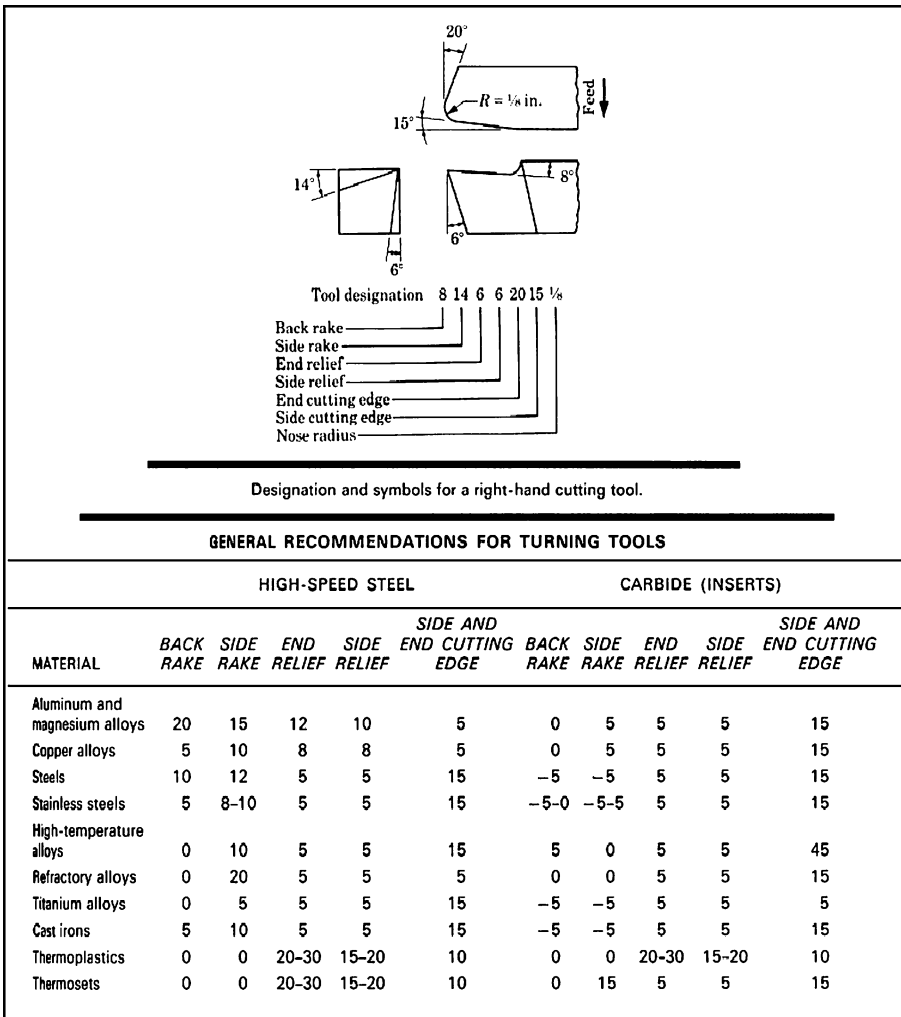 20°
R = 1/8 in.
Feed
15°
14°
8°
6°
6°
Tool designation 8 14 6 6 20 15 1/8
Back rake
Side rake
End relief
Side relief
End cutting edge
Side cutting edge
Nose radius
Designation and symbols for a right-hand cutting tool.
GENERAL RECOMMENDATIONS FOR TURNING TOOLS
HIGH-SPEED STEEL CARBIDE (INSERTS)
SIDE AND SIDE AND
BACK SIDE END SIDE END CUTTING BACK SIDE END SIDE END CUTTING
MATERIAL RAKE RAKE RELIEF RELIEF EDGE RAKE RAKE RELIEF RELIEF EDGE
Aluminum and
magnesium alloys 20 15 12 10 5 0 5 5 5 15
Copper alloys 5 10 8 8 5 0 5 5 5 15
Steels 10 12 5 5 15 −5 −5 5 5 15
Stainless steels 5 8–10 5 5 15 −5-0 −5-5 5 5 15
High-temperature
alloys 0 10 5 5 15 5 0 5 5 45
Refractory alloys 0 20 5 5 5 0 0 5 5 15
Titanium alloys 0 5 5 5 15 −5 −5 5 5 5
Cast irons 5 10 5 5 15 −5 −5 5 5 15
Thermoplastics 0 0 20–30 15–20 10 0 0 20–30 15–20 10
Thermosets 0 0 20–30 15–20 10 0 15 5 5 15